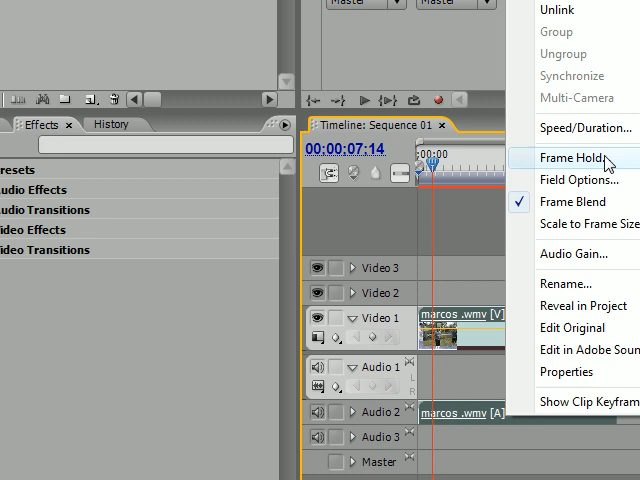 Master Master
Unlink
Group
Ungroup
Synchronize
Multi-Camera
Speed/Duration...
Frame Hold...
Field Options...
Frame Blend
Scale to Frame Size
Audio Gain...
Rename...
Reveal in Project
Edit Original
Edit in Adobe Soun
Properties
Show Clip Keyfram
Effects x History
resets
udio Effects
udio Transitions
ideo Effects
ideo Transitions
Timeline: Sequence 01 x
00;00;07;14
;00;00
Video 3
Video 2
Video 1
marcos .wmv [V]
Audio 1
L
R
Audio 2
marcos .wmv [A]
Audio 3
Master